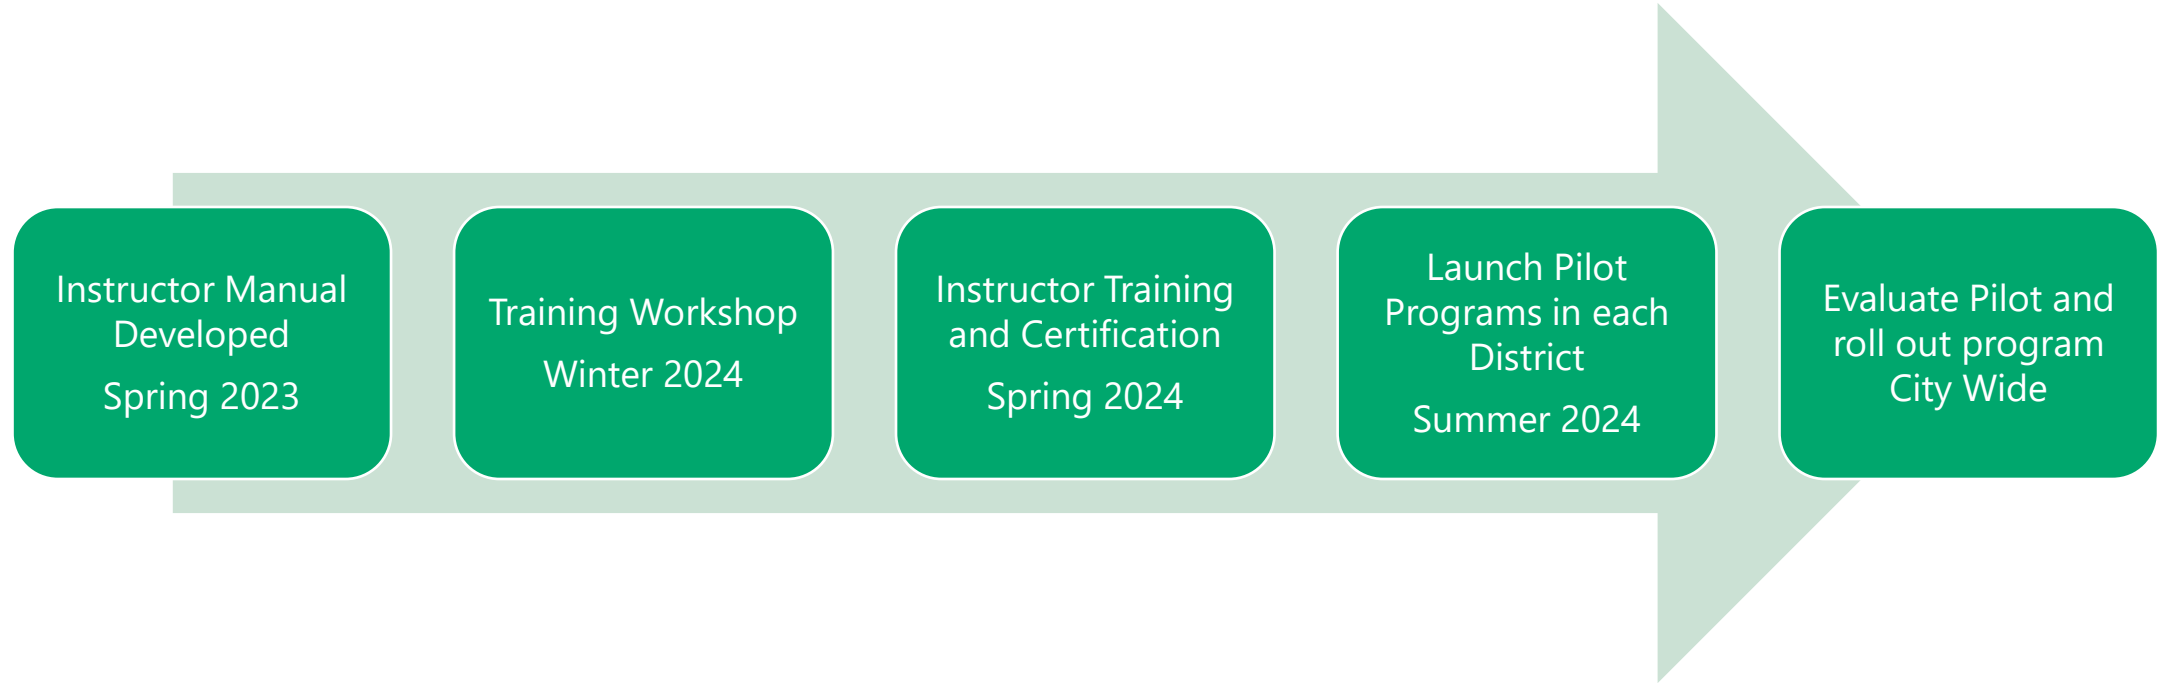 Instructor Manual
Developed
Spring 2023
Training Workshop
Winter 2024
Instructor Training
and Certification
Spring 2024
Launch Pilot
Programs in each
District
Summer 2024
Evaluate Pilot and
roll out program
City Wide